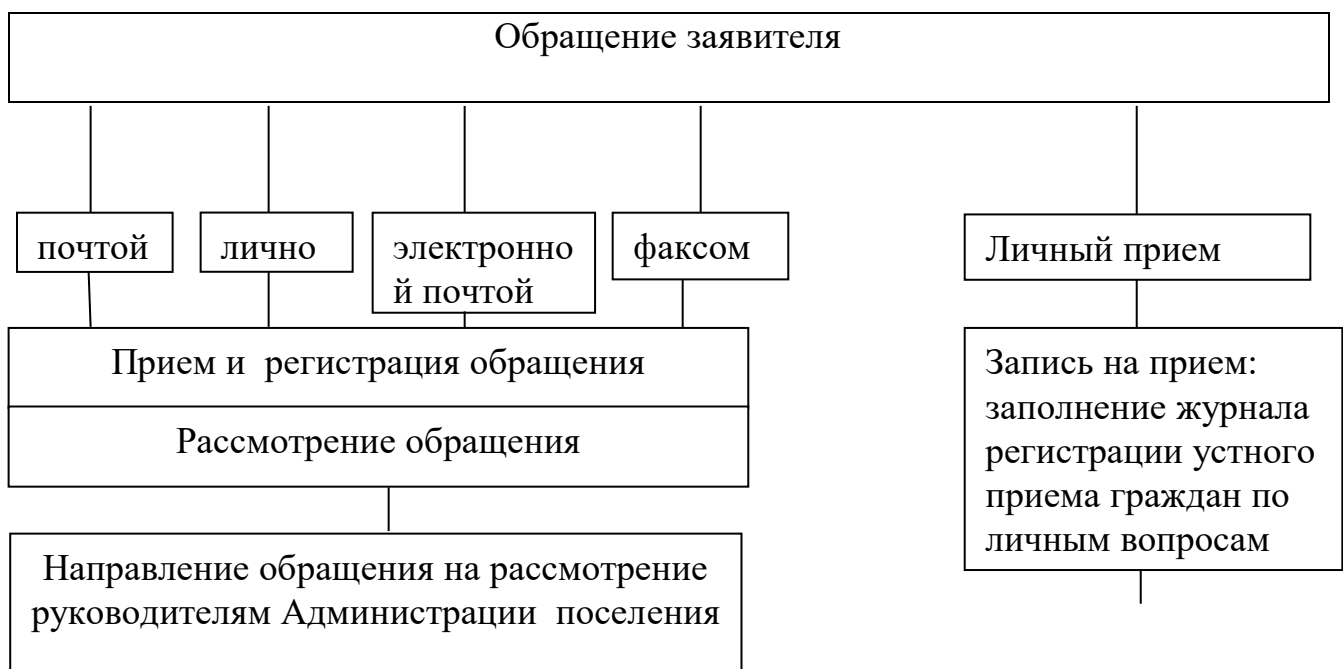 Обращение заявителя
почтой
лично
электронно
й почтой
факсом
Личный прием
Прием и регистрация обращения
Рассмотрение обращения
Запись на прием:
заполнение журнала
регистрации устного
приема граждан по
личным вопросам
Направление обращения на рассмотрение
руководителям Администрации поселения